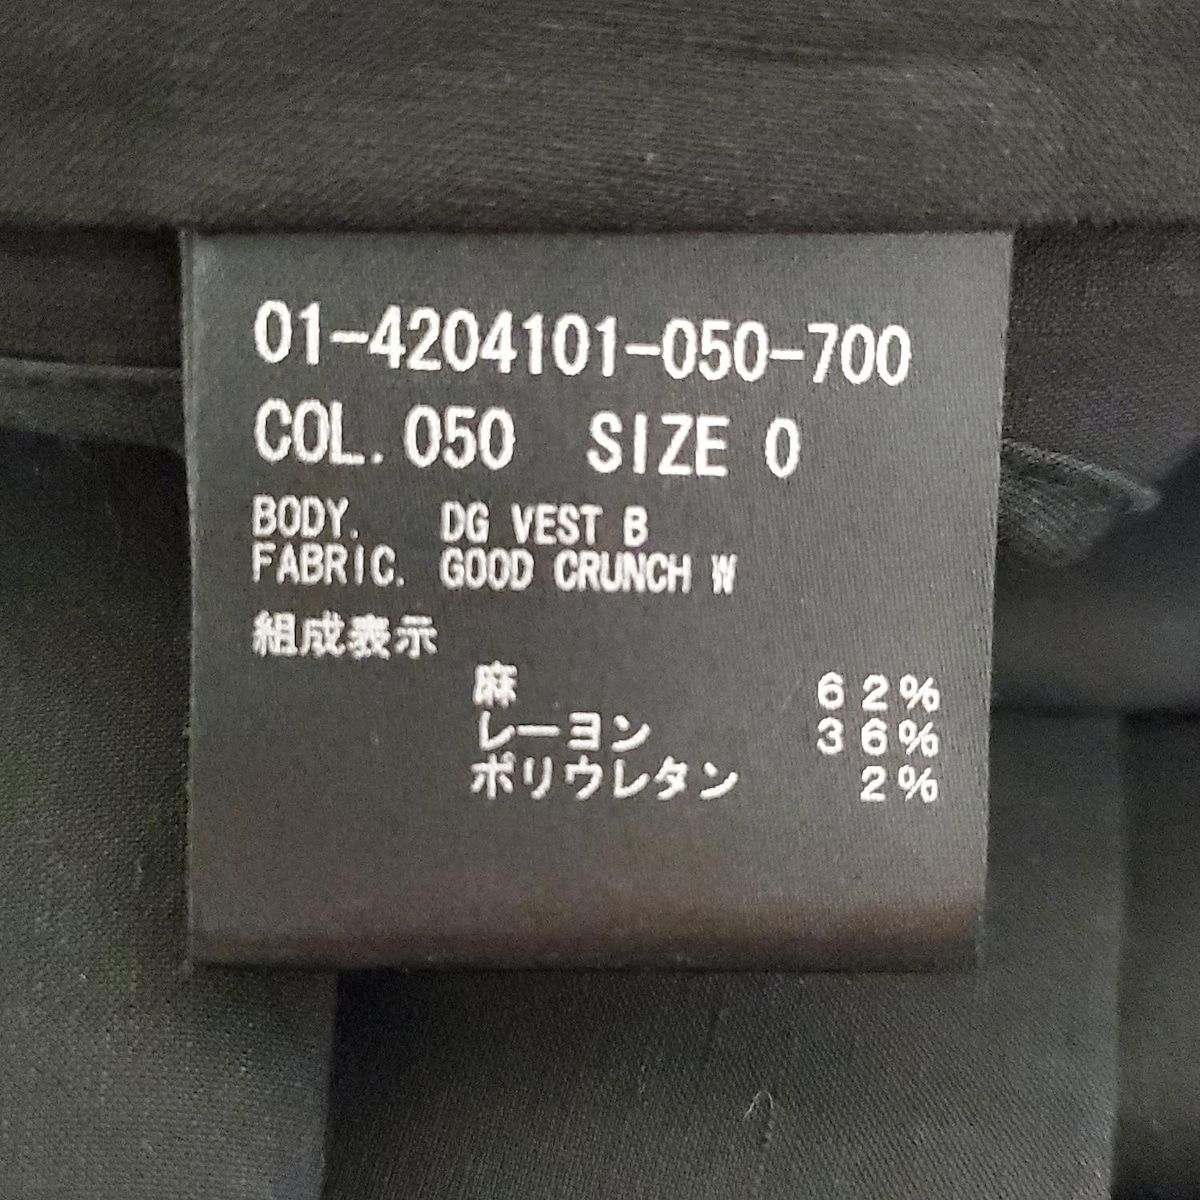 01-4204101-050-700
COL. 050 SIZE 0
BODY. DG VEST B
FABRIC. GOOD CRUNCH W
組成表示
麻 62%
レーヨン 36%
ポリウレタン 2%